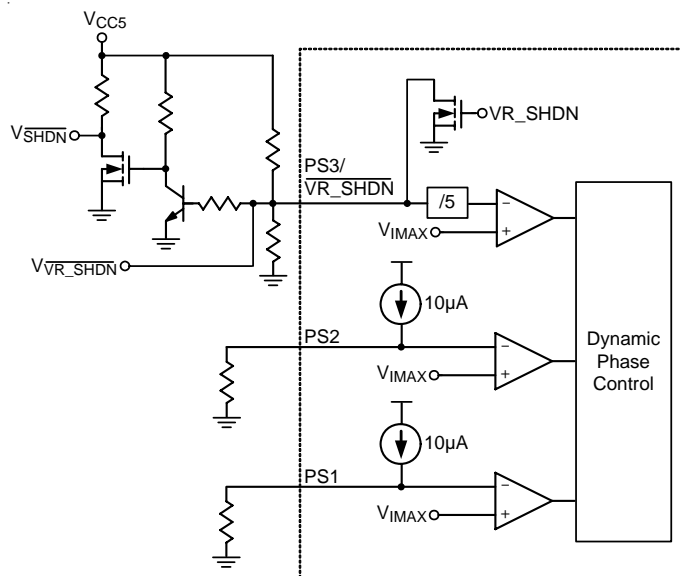 VCC5
VSHDN
VR_SHDN
PS3/
VR_SHDN
/5
−
+
VIMAX
VVR_SHDN
10µA
PS2
−
+
VIMAX
Dynamic
Phase
Control
10µA
PS1
−
+
VIMAX